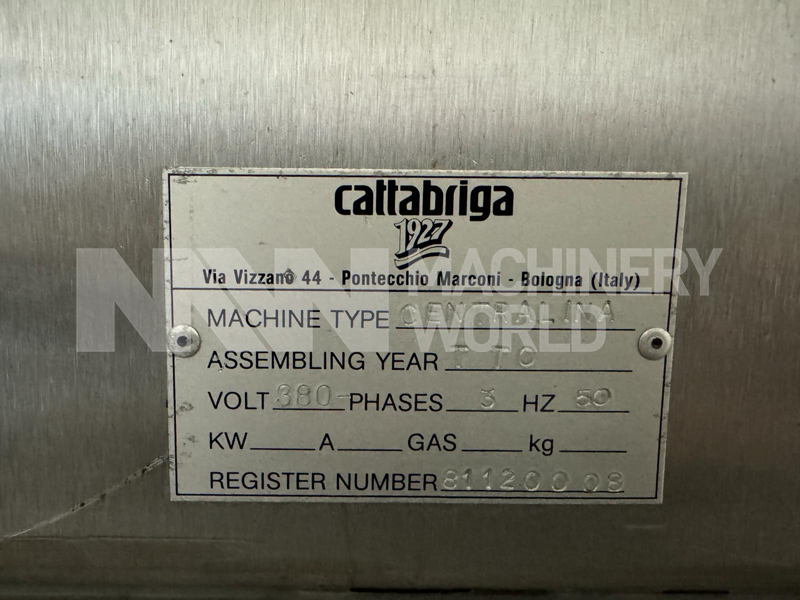 cattabriga
1927
Via Vizzano 44 - Pontecchio Marconi - Bologna (Italy)
MACHINE TYPE CENTRALINA
ASSEMBLING YEAR T TC
VOLT 380 PHASES 3 HZ 50
KW A GAS kg
REGISTER NUMBER 81120008
MACHINERY
WORLD